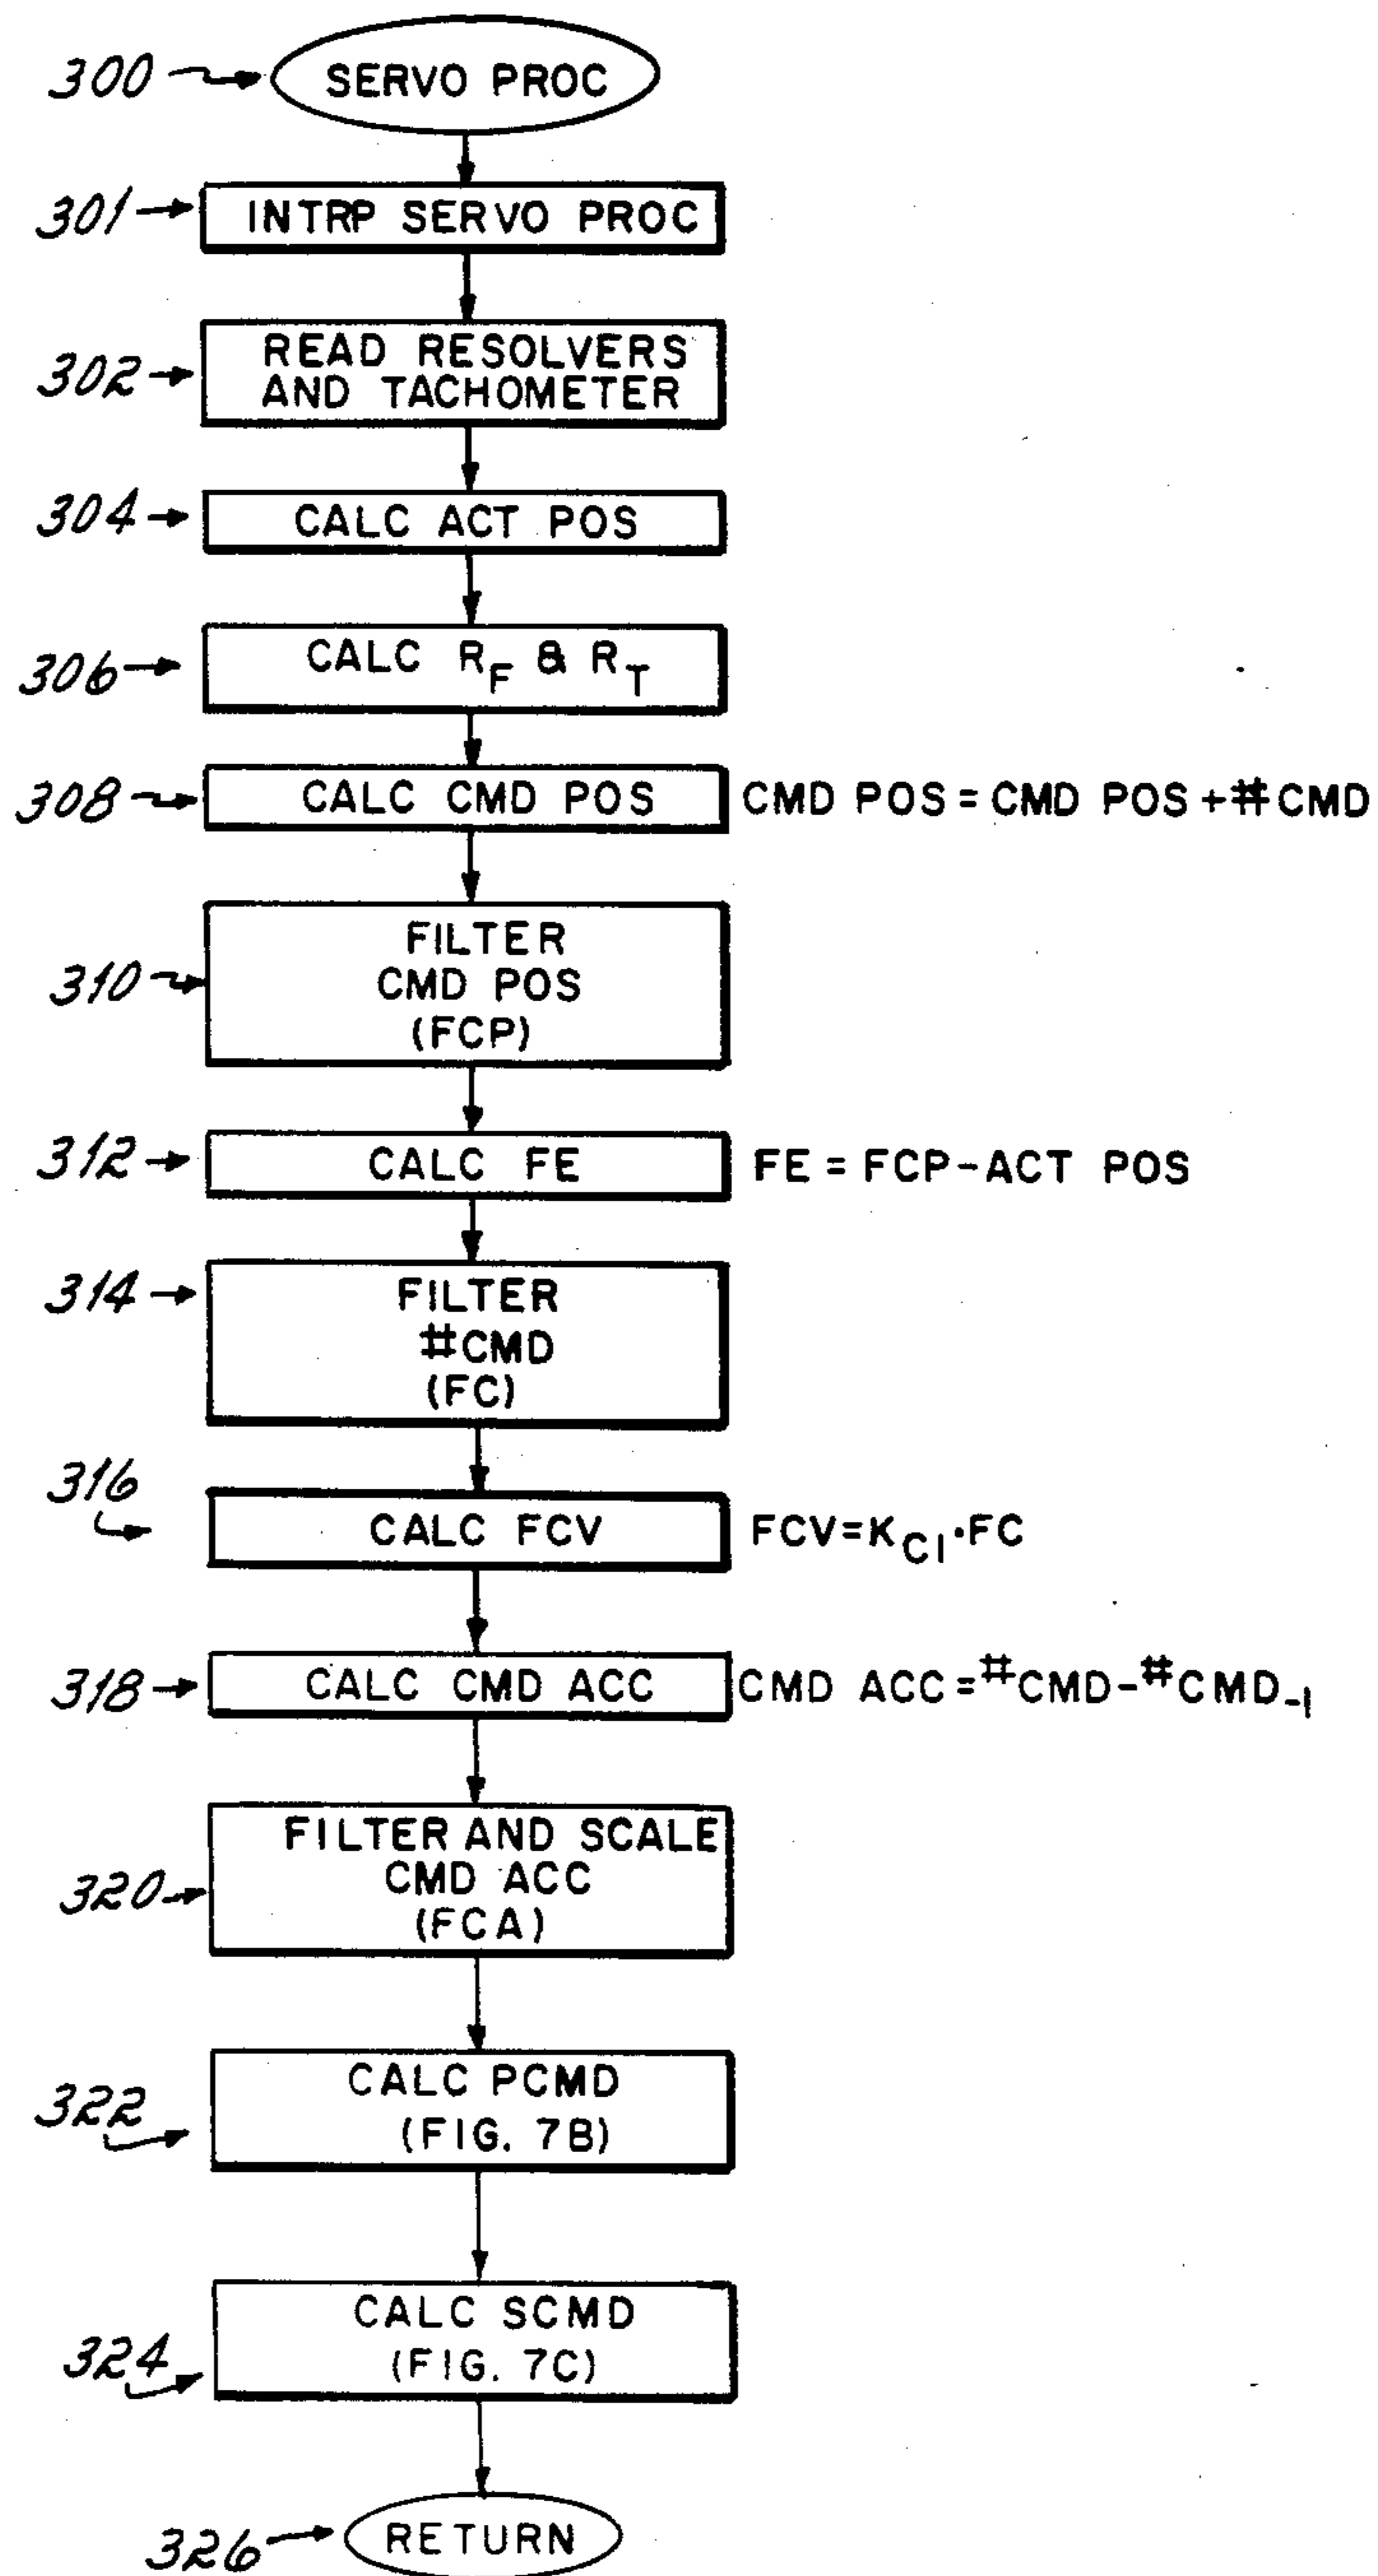 300 SERVO PROC
301 INTRP SERVO PROC
302 READ RESOLVERS
AND TACHOMETER
304 CALC ACT POS
306 CALC R_F & R_T
308 CALC CMD POS CMD POS = CMD POS + #CMD
310 FILTER
CMD POS
(FCP)
312 CALC FE FE = FCP-ACT POS
314 FILTER
#CMD
(FC)
316 CALC FCV FCV=K_C1·FC
318 CALC CMD ACC CMD ACC = #CMD-#CMD_-1
320 FILTER AND SCALE
CMD ACC
(FCA)
322 CALC PCMD
(FIG. 7B)
324 CALC SCMD
(FIG. 7C)
326 RETURN